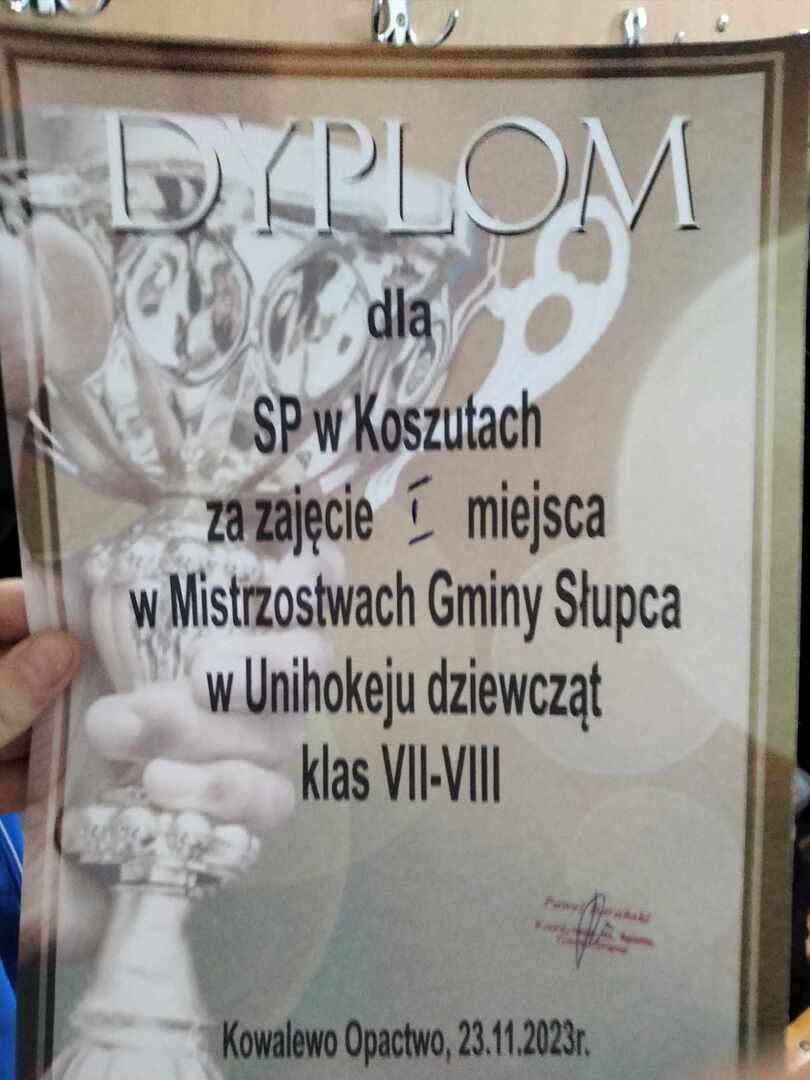 DYPLOM
dla
SP w Koszutach
za zajęcie I miejsca
w Mistrzostwach Gminy Słupca
w Unihokeju dziewcząt
klas VII-VIII
Kowalewo Opactwo, 23.11.2023r.